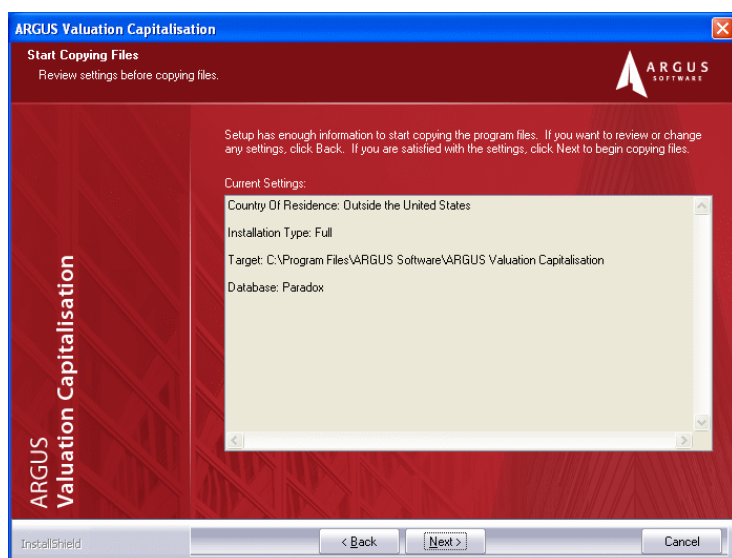 ARGUS Valuation Capitalisation
Start Copying Files
Review settings before copying files.
ARGUS
SOFTWARE
Setup has enough information to start copying the program files. If you want to review or change
any settings, click Back. If you are satisfied with the settings, click Next to begin copying files.
Current Settings:
Country Of Residence: Outside the United States
Installation Type: Full
Target: C:\Program Files\ARGUS Software\ARGUS Valuation Capitalisation
Database: Paradox
ARGUS
Valuation Capitalisation
InstallShield
< Back
Next >
Cancel